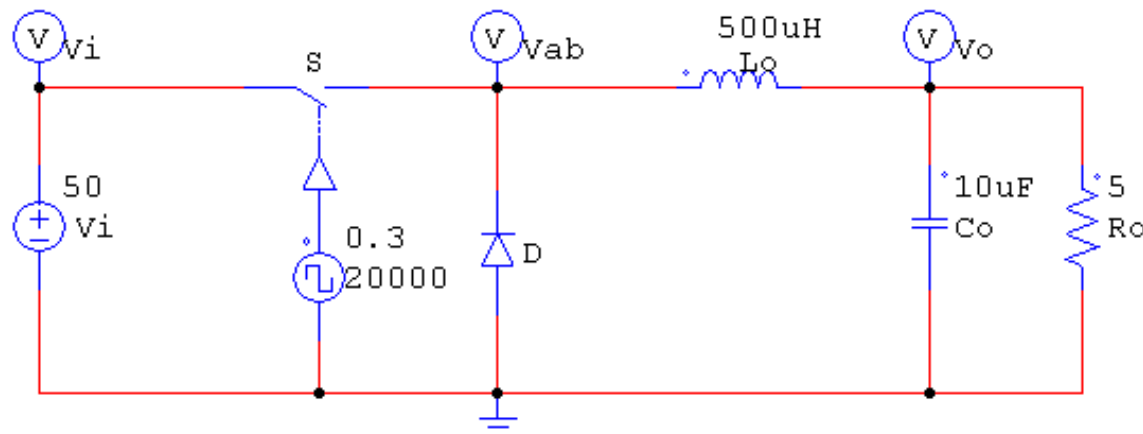 V Vi
S
V Vab
500uH
Lo
V Vo
50
Vi
0.3
20000
D
10uF
Co
5
Ro